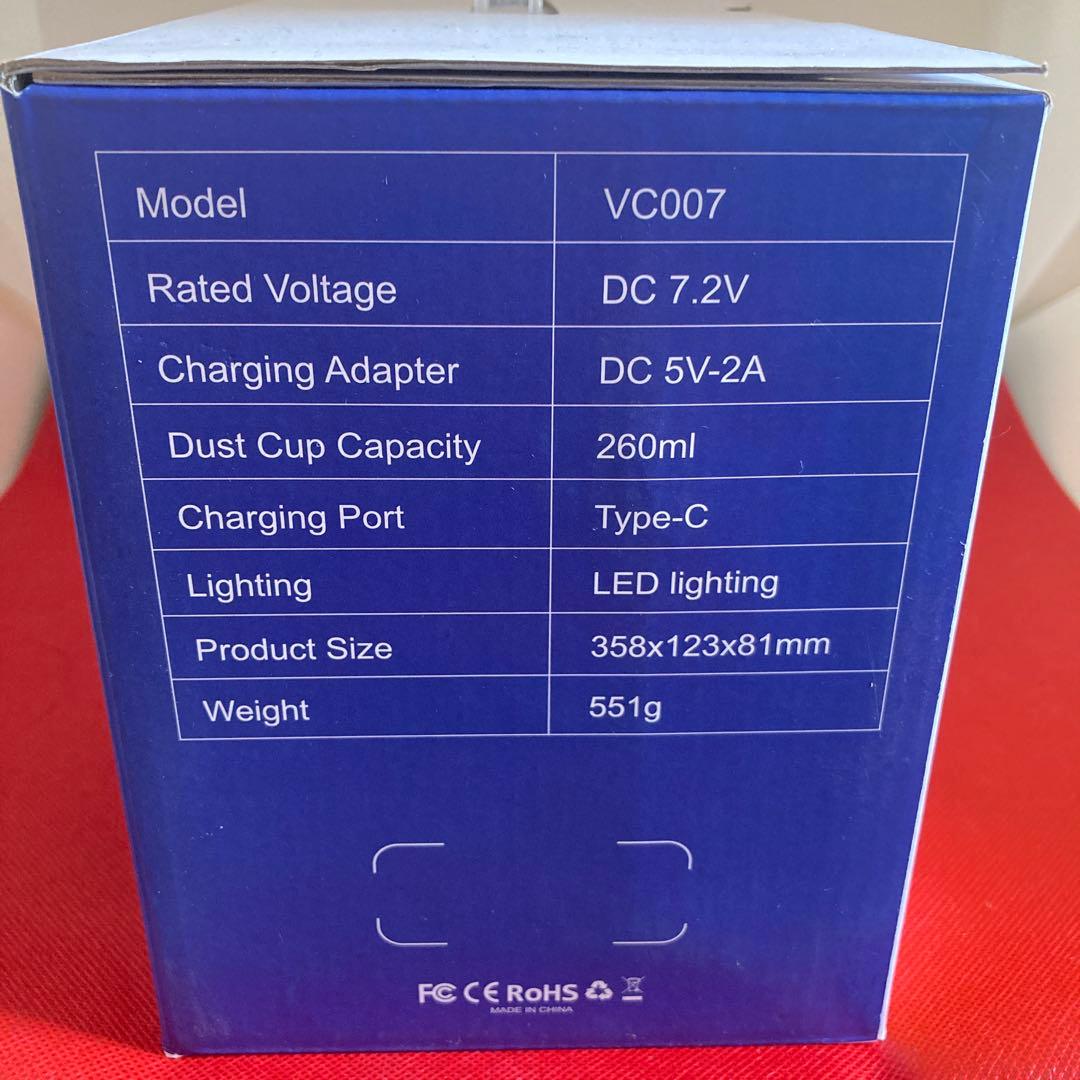 Model VC007
Rated Voltage DC 7.2V
Charging Adapter DC 5V-2A
Dust Cup Capacity 260ml
Charging Port Type-C
Lighting LED lighting
Product Size 358x123x81mm
Weight 551g
FC CE RoHS
MADE IN CHINA